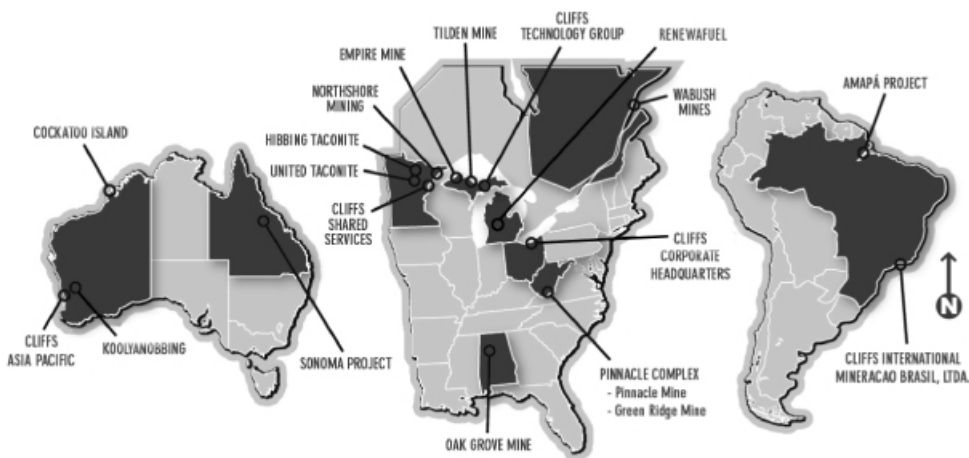 COCKATOO ISLAND
CLIFFS
ASIA PACIFIC
KOOLYANOBBING
SONOMA PROJECT
CLIFFS
TECHNOLOGY GROUP
TILDEN MINE
EMPIRE MINE
NORTHSHORE
MINING
HIBBING TACONITE
UNITED TACONITE
CLIFFS
SHARED
SERVICES
RENEWAFUEL
WABUSH
MINES
CLIFFS
CORPORATE
HEADQUARTERS
PINNACLE COMPLEX
- Pinnacle Mine
- Green Ridge Mine
OAK GROVE MINE
AMAPÁ PROJECT
N
CLIFFS INTERNATIONAL
MINERACAO BRASIL, LTDA.